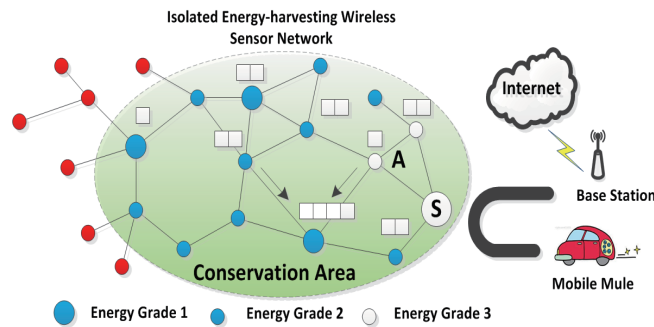 Isolated Energy-harvesting Wireless
Sensor Network
Internet
A
S
Base Station
Conservation Area
Mobile Mule
Energy Grade 1
Energy Grade 2
Energy Grade 3